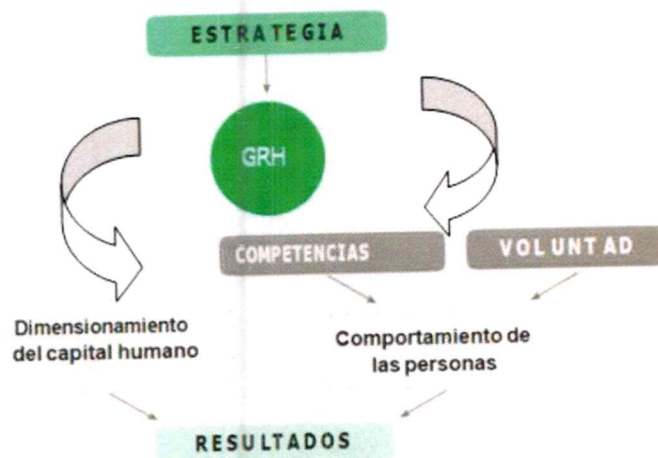 ESTRATEGIA
GRH
COMPETENCIAS
VOLUNTAD
Dimensionamiento
del capital humano
Comportamiento de
las personas
RESULTADOS